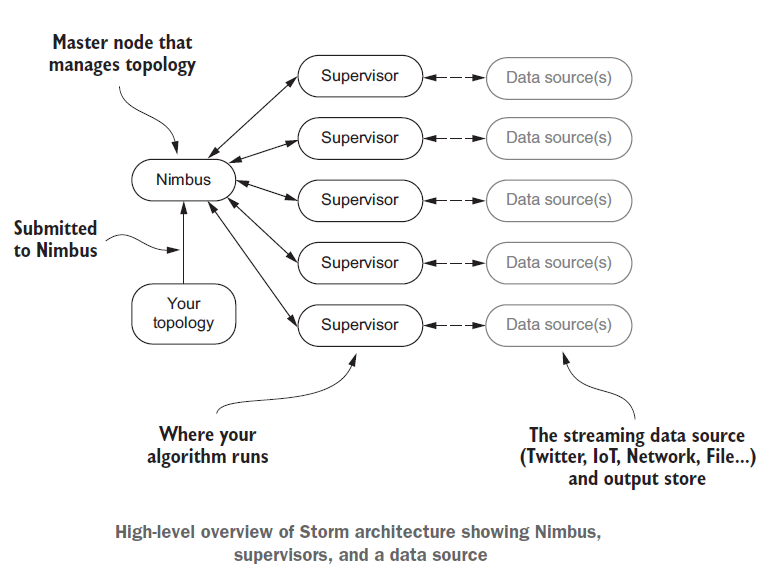 Master node that
manages topology
Supervisor
Data source(s)
Supervisor
Data source(s)
Nimbus
Supervisor
Data source(s)
Submitted
to Nimbus
Supervisor
Data source(s)
Your
topology
Supervisor
Data source(s)
Where your
algorithm runs
The streaming data source
(Twitter, IoT, Network, File...)
and output store
High-level overview of Storm architecture showing Nimbus,
supervisors, and a data source